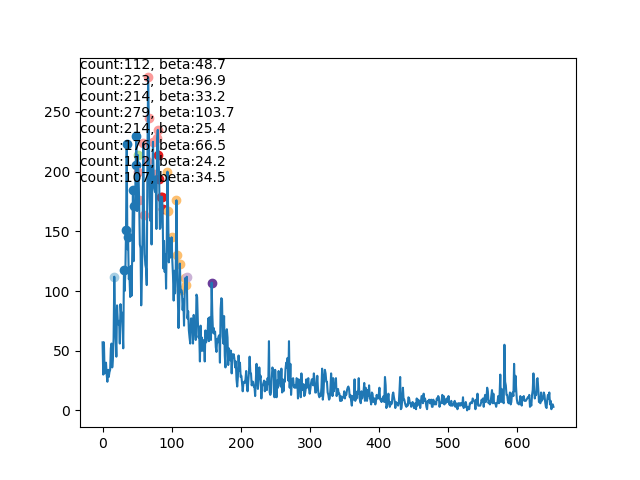 count:112, beta:48.7
count:223, beta:96.9
count:214, beta:33.2
count:279, beta:103.7
count:214, beta:25.4
count:176, beta:66.5
count:112, beta:24.2
count:107, beta:34.5
250
200
150
100
50
0
0 100 200 300 400 500 600